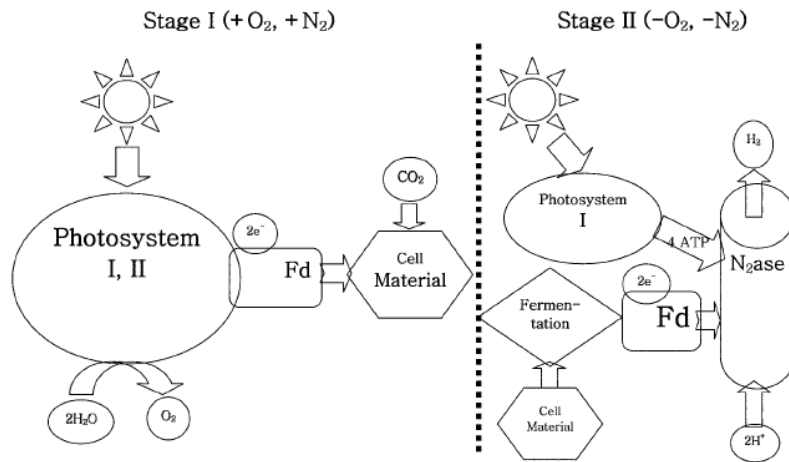 Stage I (+O₂, +N₂)
Photosystem
I, II
2e⁻
Fd
CO₂
Cell
Material
2H₂O
O₂
Stage II (-O₂, -N₂)
H₂
Photosystem
I
4 ATP
N₂ase
2e⁻
Fermen-
tation
Fd
Cell
Material
2H⁺